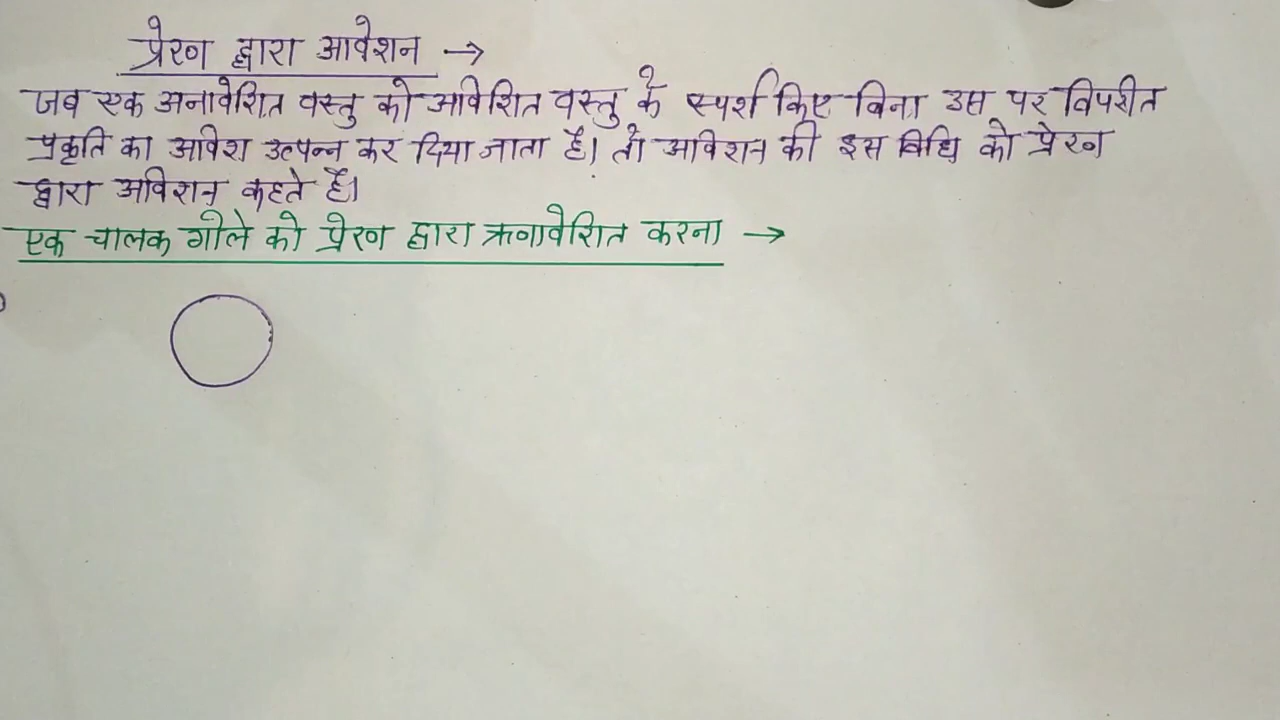 प्रेरण द्वारा आवेशन →
जब एक अनावेशित वस्तु को आवेशित वस्तु के स्पर्श किए बिना उस पर विपरीत
प्रकृति का आवेश उत्पन्न कर दिया जाता है। तो आवेशन की इस विधि को प्रेरण
द्वारा आवेशन कहते है।
एक चालक गोले को प्रेरण द्वारा ऋणावेशित करना →